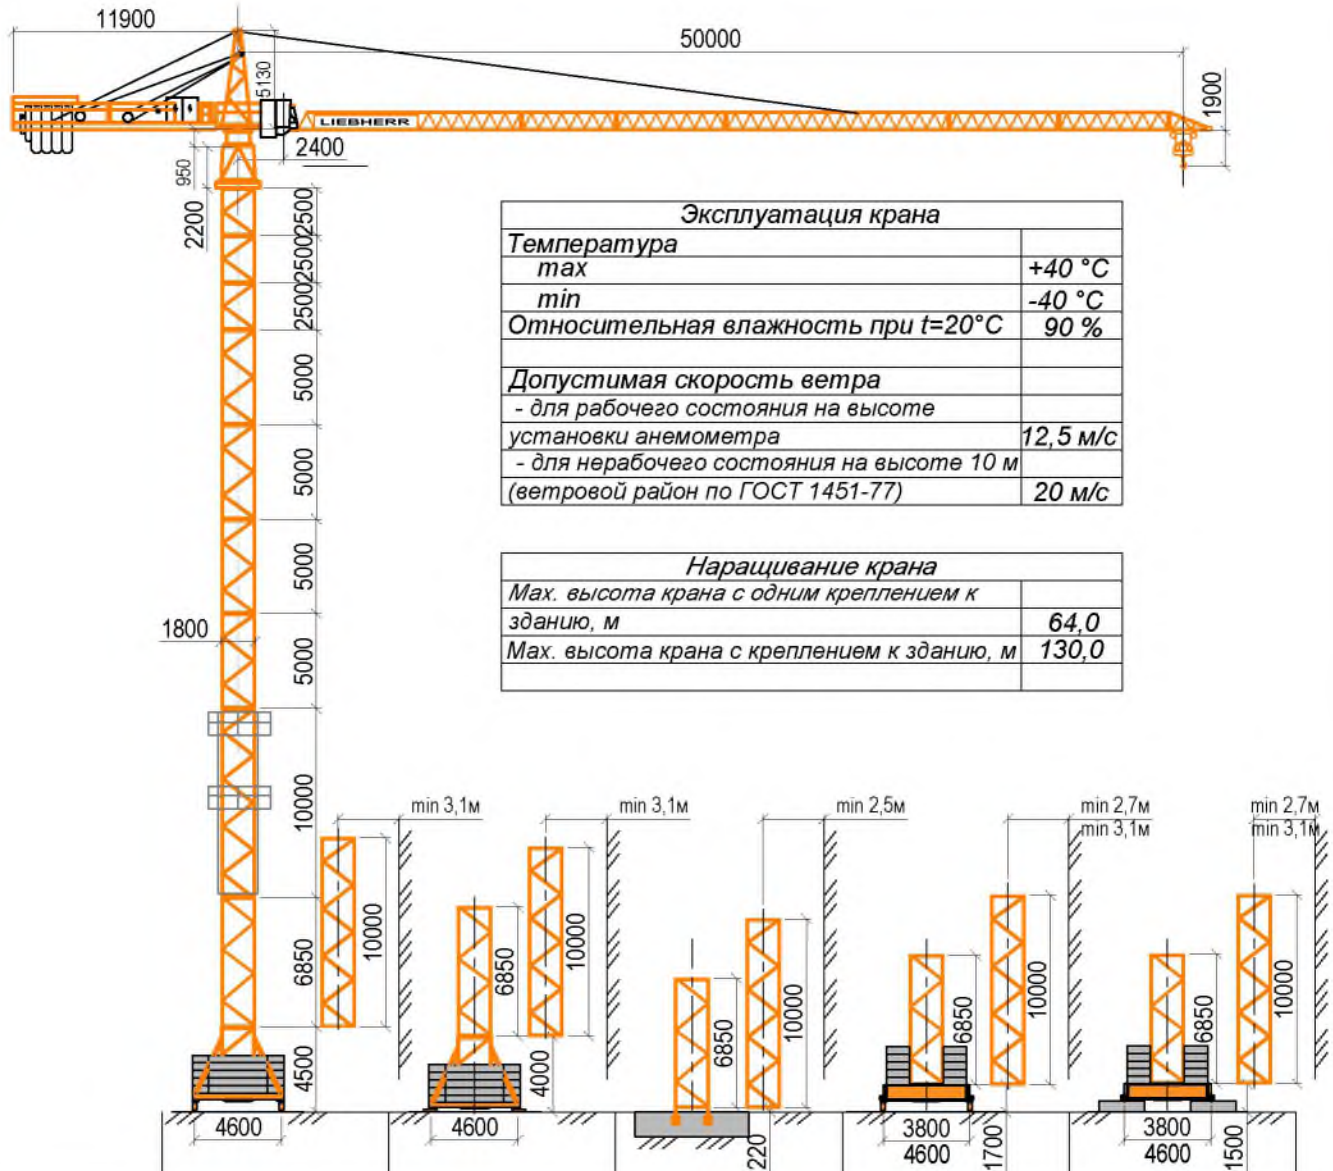 11900
50000
5130
1900
LIEBHERR
2400
950
2200
2500
2500
2500
5000
5000
5000
5000
1800
10000
6850
4500
4600
Эксплуатация крана
Температура
max +40 °C
min -40 °C
Относительная влажность при t=20°C 90 %
Допустимая скорость ветра
- для рабочего состояния на высоте
установки анемометра 12,5 м/с
- для нерабочего состояния на высоте 10 м
(ветровой район по ГОСТ 1451-77) 20 м/с
Наращивание крана
Мах. высота крана с одним креплением к
зданию, м 64,0
Мах. высота крана с креплением к зданию, м 130,0
min 3,1м
10000
min 3,1м
6850
10000
4000
4600
min 2,5м
6850
10000
220
min 2,7м
min 3,1м
6850
10000
3800
4600
1700
min 2,7м
min 3,1м
6850
10000
3800
4600
1500